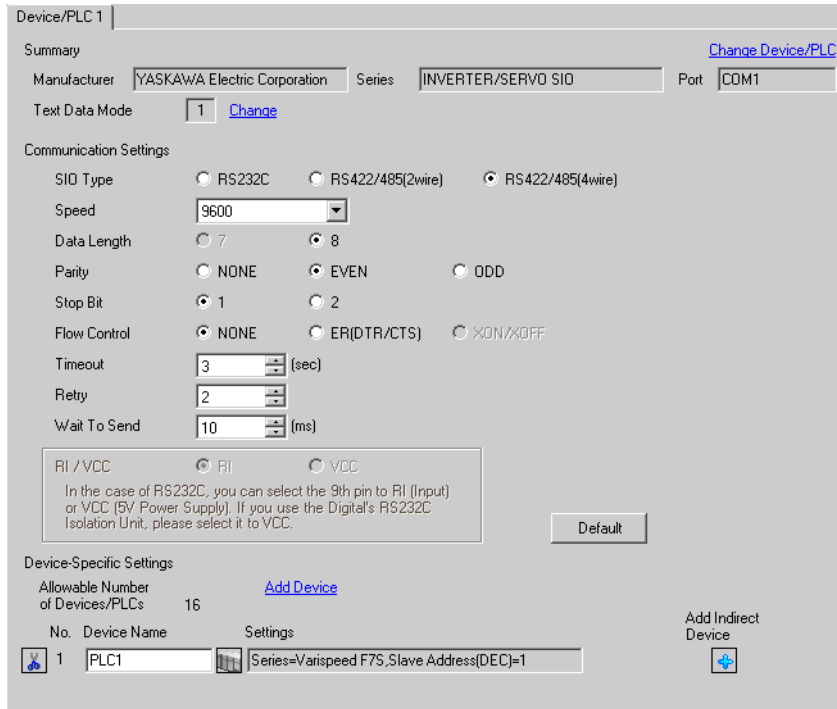 Device/PLC 1
Summary
Change Device/PLC
Manufacturer YASKAWA Electric Corporation Series INVERTER/SERVO SIO Port COM1
Text Data Mode 1 Change
Communication Settings
SIO Type RS232C RS422/485(2wire) RS422/485(4wire)
Speed 9600
Data Length 7 8
Parity NONE EVEN ODD
Stop Bit 1 2
Flow Control NONE ER(DTR/CTS) XON/XOFF
Timeout 3 (sec)
Retry 2
Wait To Send 10 (ms)
RI / VCC RI VCC
In the case of RS232C, you can select the 9th pin to RI (Input)
or VCC (5V Power Supply). If you use the Digital's RS232C
Isolation Unit, please select it to VCC.
Default
Device-Specific Settings
Allowable Number Add Device
of Devices/PLCs 16
Add Indirect
No. Device Name Settings Device
1 PLC1 Series=Varispeed F7S,Slave Address(DEC)=1